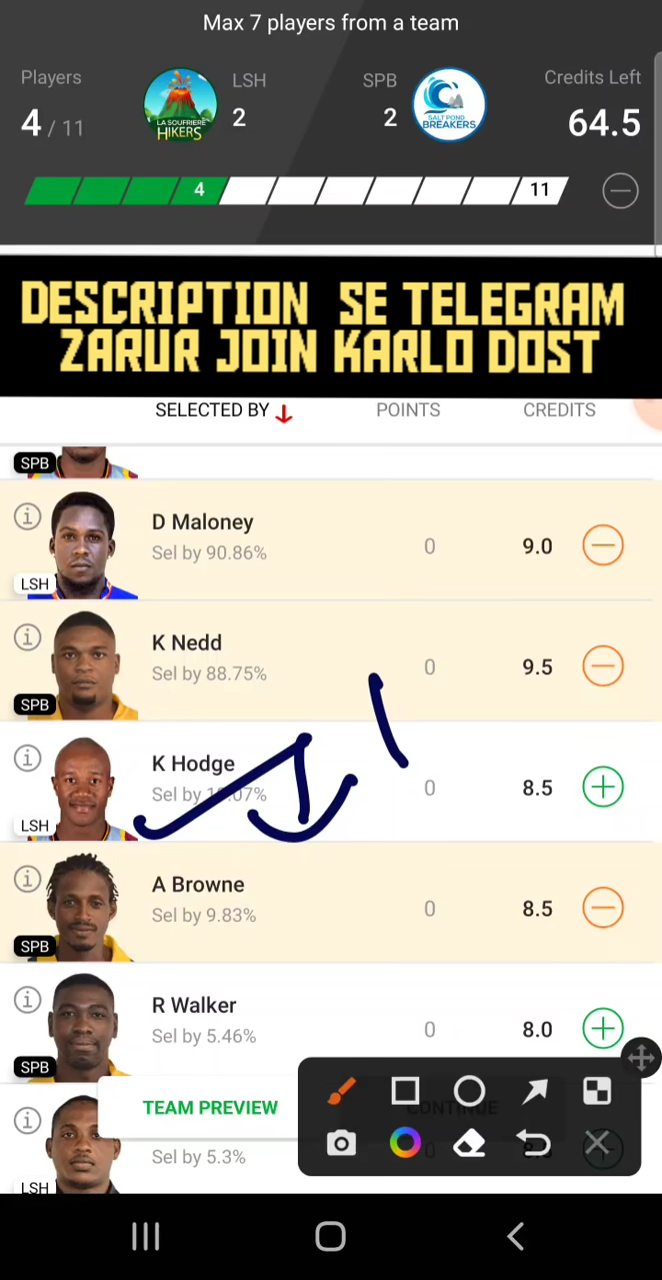 Max 7 players from a team
Players
LSH
SPB
Credits Left
4 / 11
2
2
64.5
LA SOUFRIERE
HIKERS
SALT POND
BREAKERS
4
11
DESCRIPTION SE TELEGRAM
ZARUR JOIN KARLO DOST
SELECTED BY
POINTS
CREDITS
SPB
D Maloney
Sel by 90.86%
0
9.0
LSH
K Nedd
Sel by 88.75%
0
9.5
SPB
K Hodge
Sel by
0
8.5
LSH
A Browne
Sel by 9.83%
0
8.5
SPB
R Walker
Sel by 5.46%
0
8.0
SPB
TEAM PREVIEW
CONTINUE
Sel by 5.3%
LSH